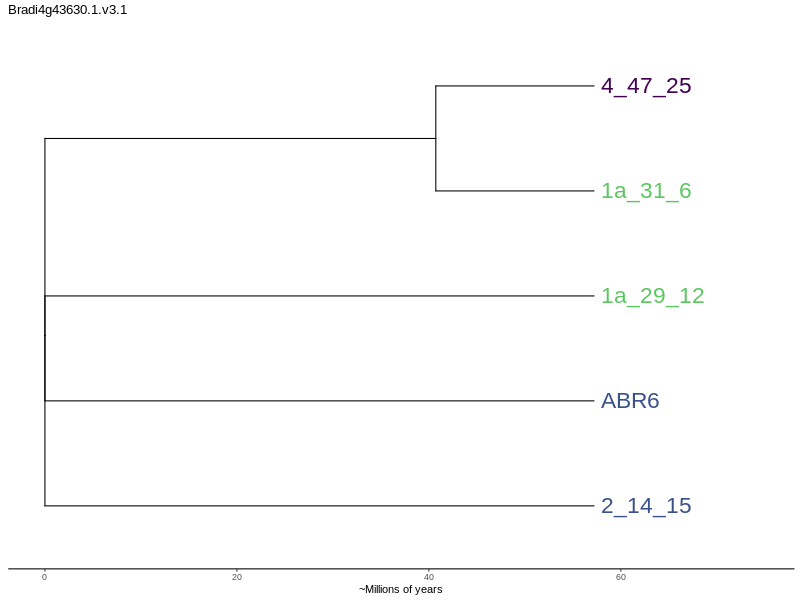 Bradi4g43630.1.v3.1
4_47_25
1a_31_6
1a_29_12
ABR6
2_14_15
0 20 40 60
~Millions of years